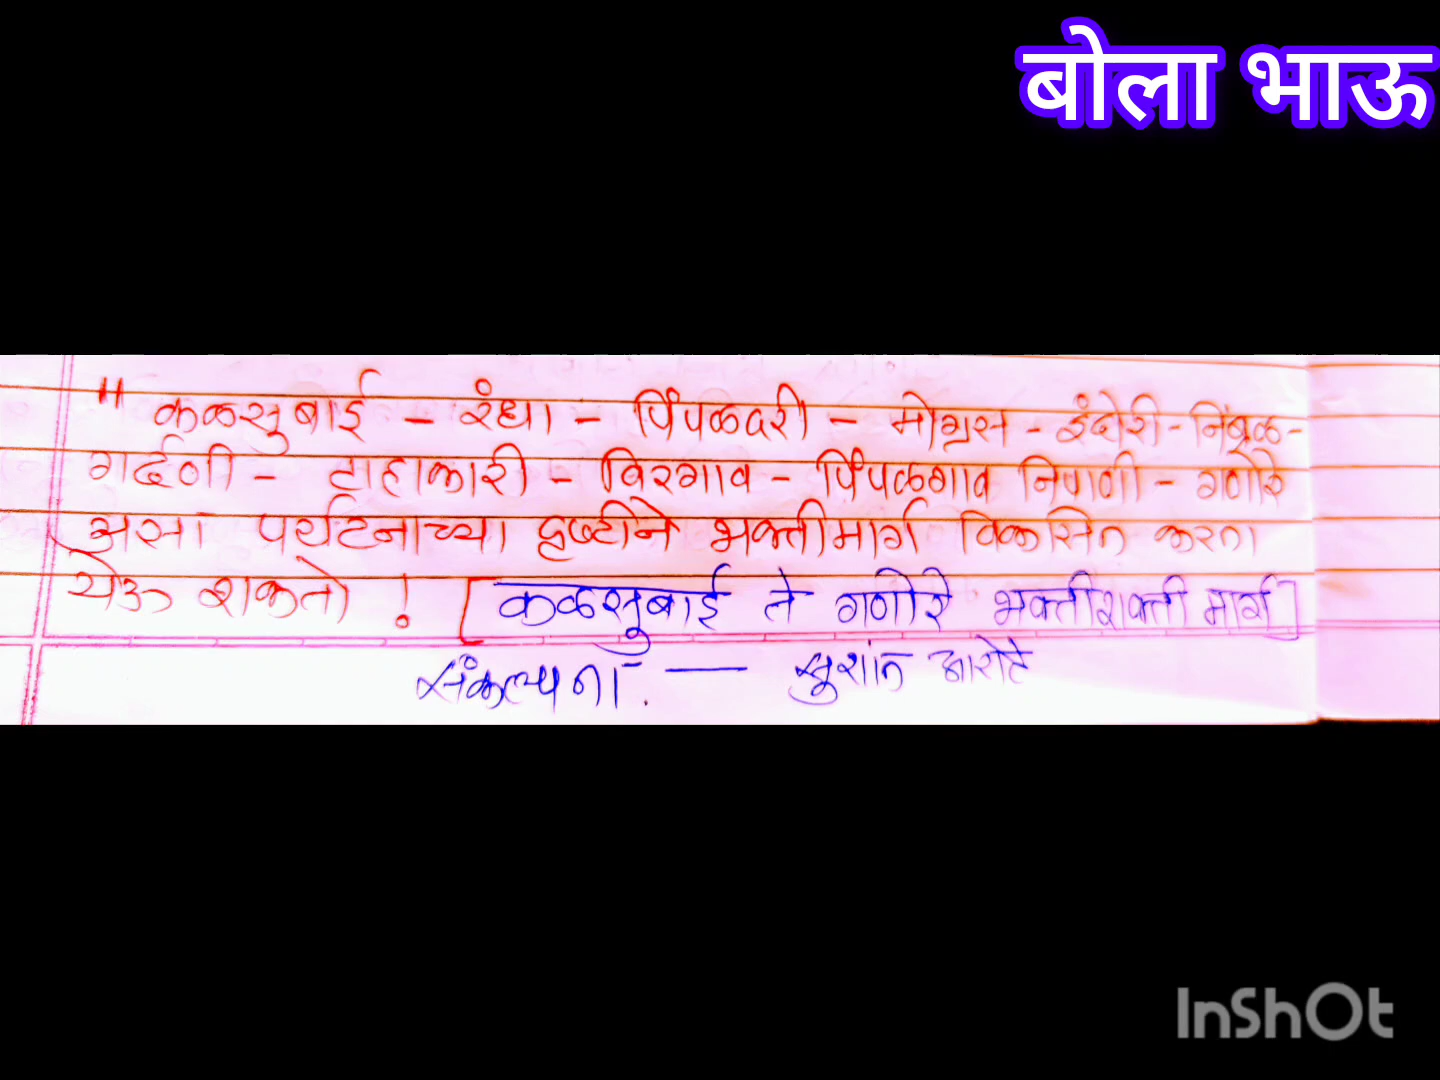 बोला भाऊ
" कळसुबाई - रंधा - पिंपळदरी - मोग्रस - इंदोरी - निंब्रळ -
गर्दणी - टाहाकारी - विरगाव - पिंपळगाव निपाणी - गणोरे
असा पर्यटनाच्या दृष्टीने भक्तीमार्ग विकसित करता
येऊ शकतो ! [ कळसुबाई ते गणोरे भक्तीशक्ती मार्ग ]
संकल्पना. — सुशांत आरोटे
InShOt